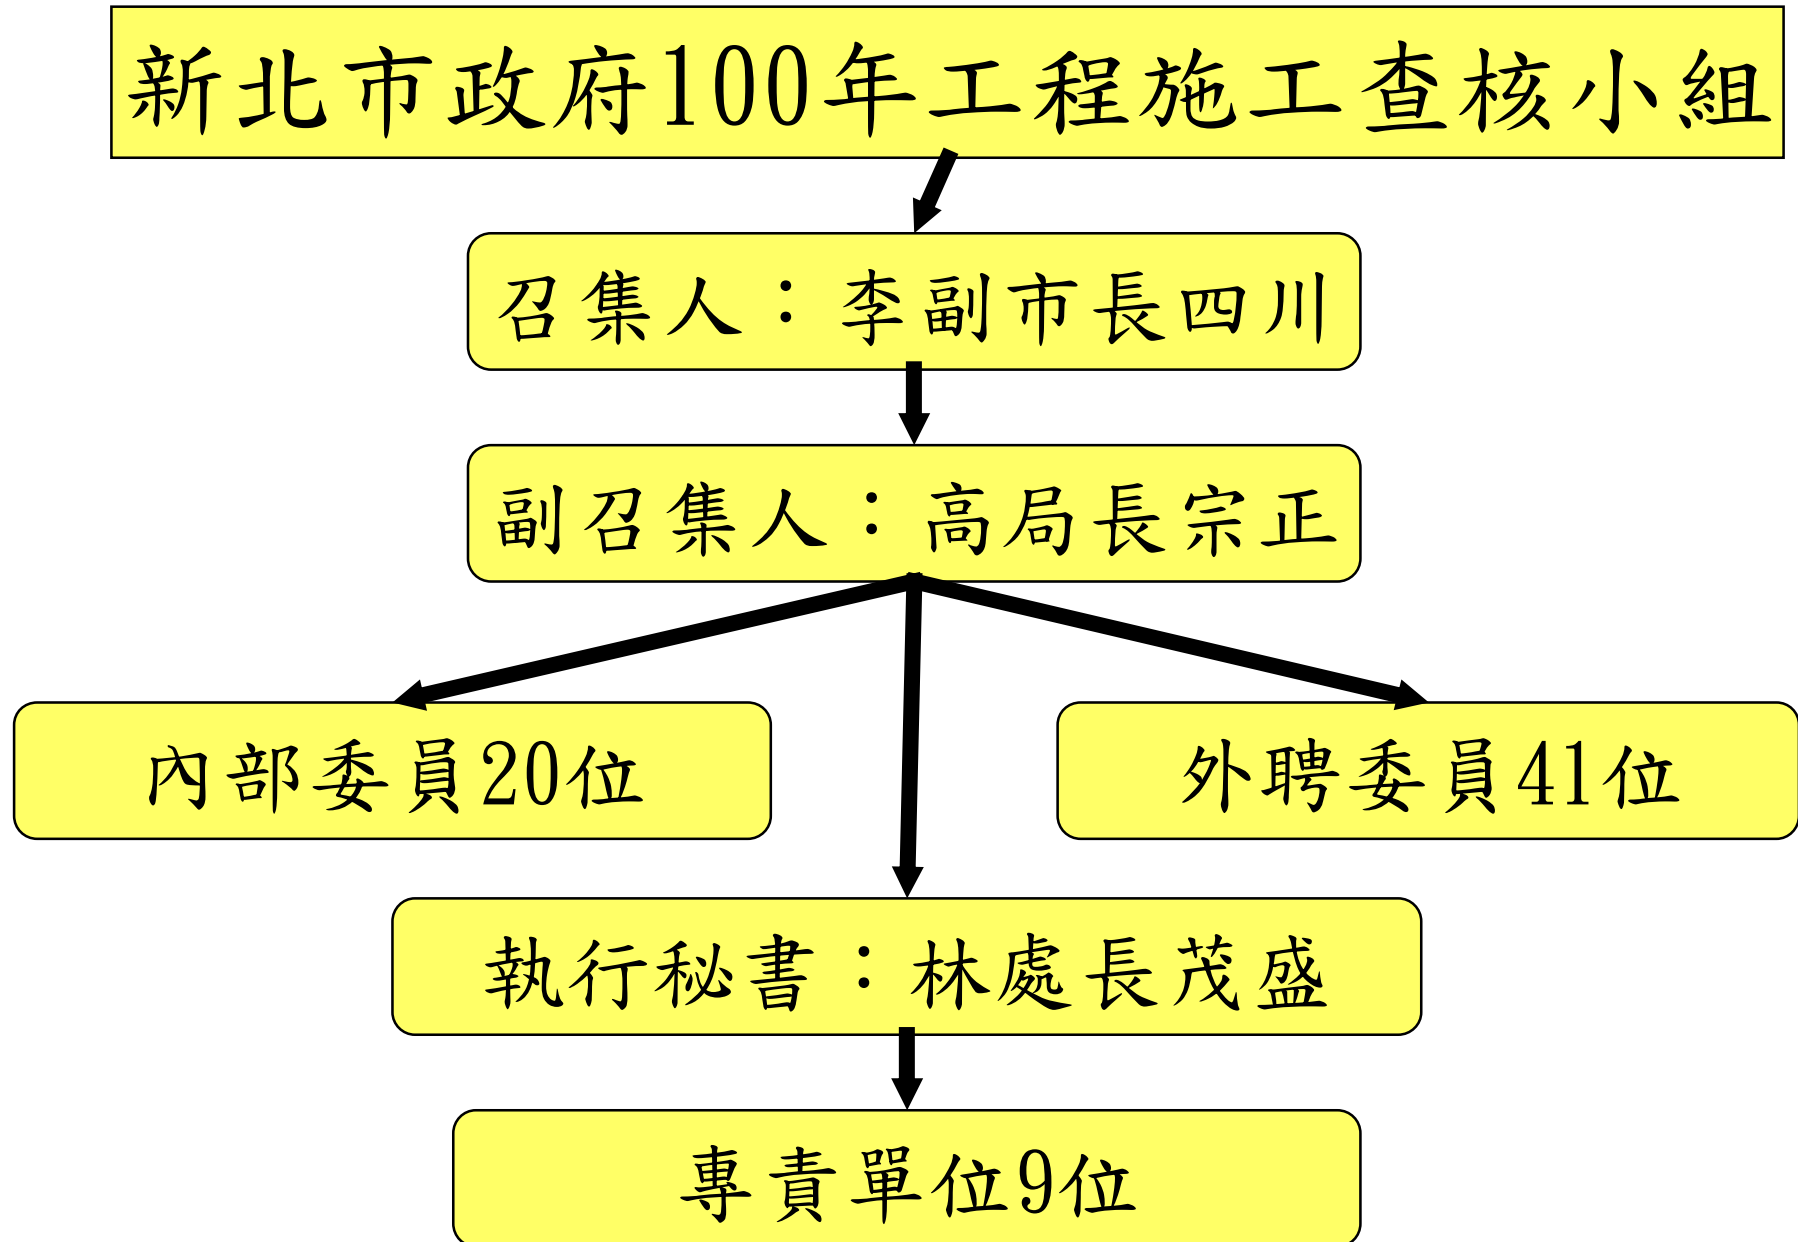 新北市政府100年工程施工查核小組
召集人：李副市長四川
副召集人：高局長宗正
內部委員20位
外聘委員41位
執行秘書：林處長茂盛
專責單位9位